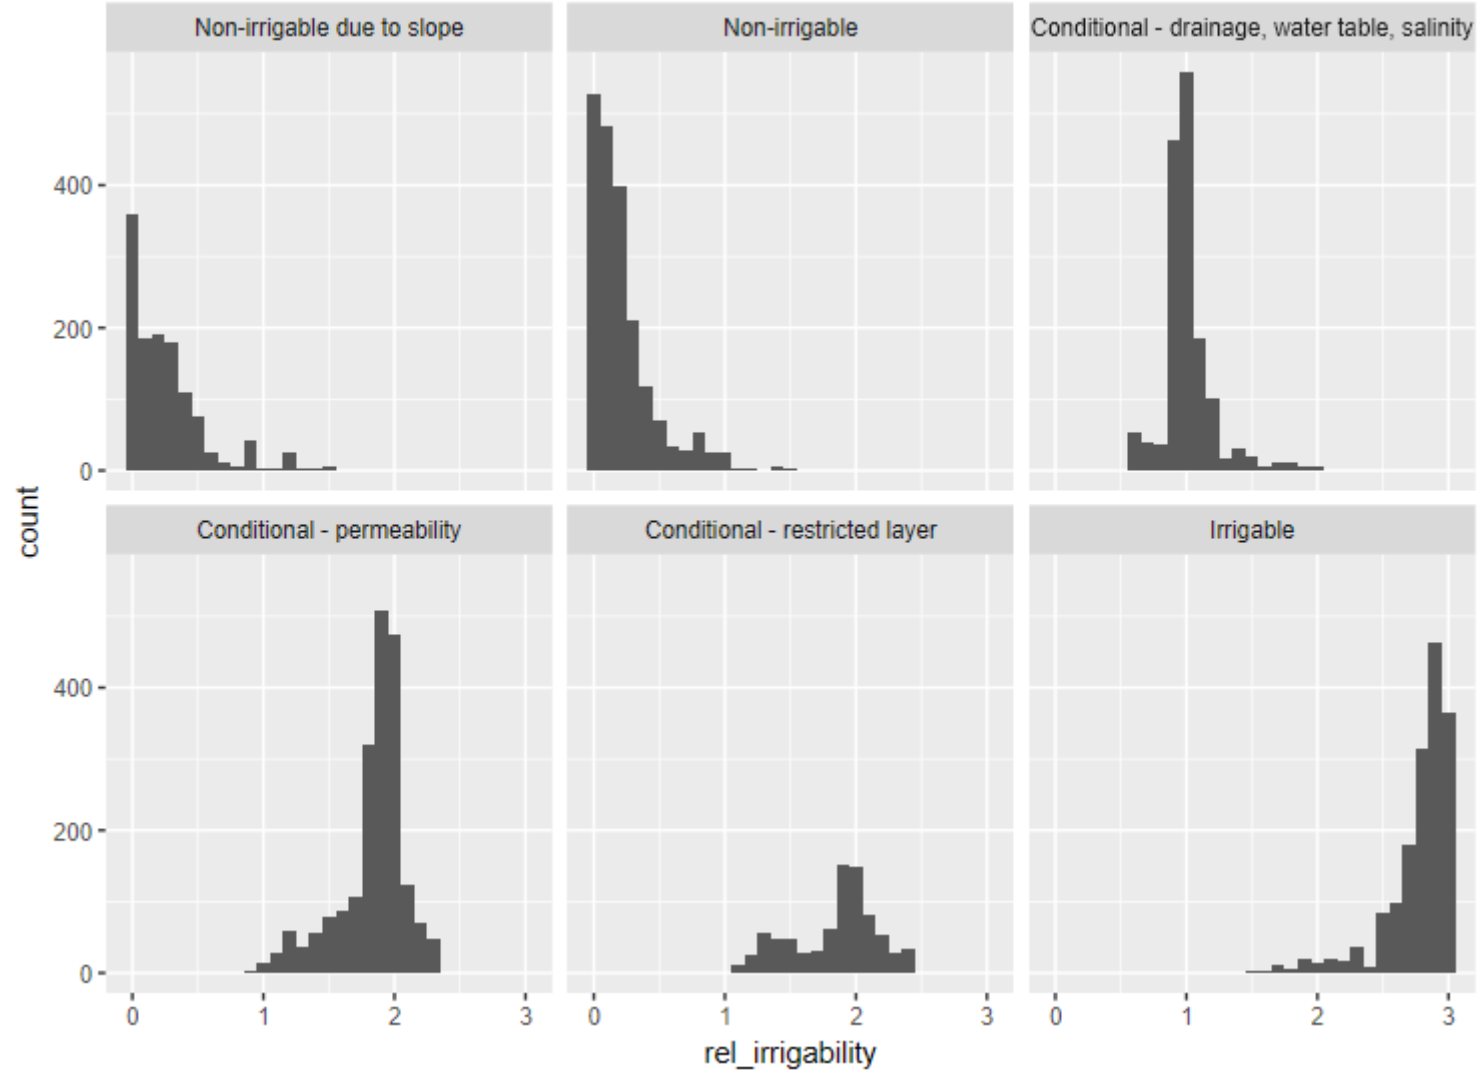 Non-irrigable due to slope
Non-irrigable
Conditional - drainage, water table, salinity
400
200
0
count
Conditional - permeability
Conditional - restricted layer
Irrigable
400
200
0
0 1 2 3
0 1 2 3
0 1 2 3
rel_irrigability